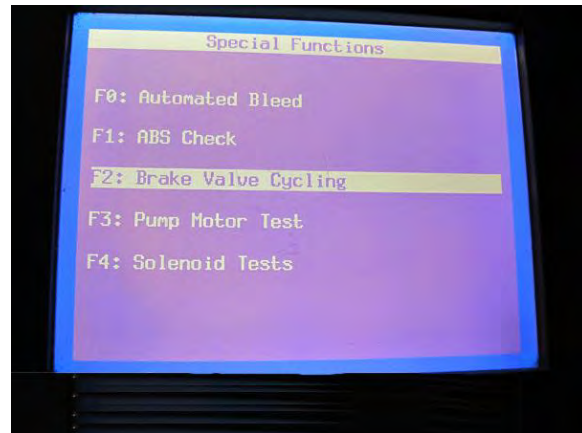 Special Functions
F0: Automated Bleed
F1: ABS Check
F2: Brake Valve Cycling
F3: Pump Motor Test
F4: Solenoid Tests